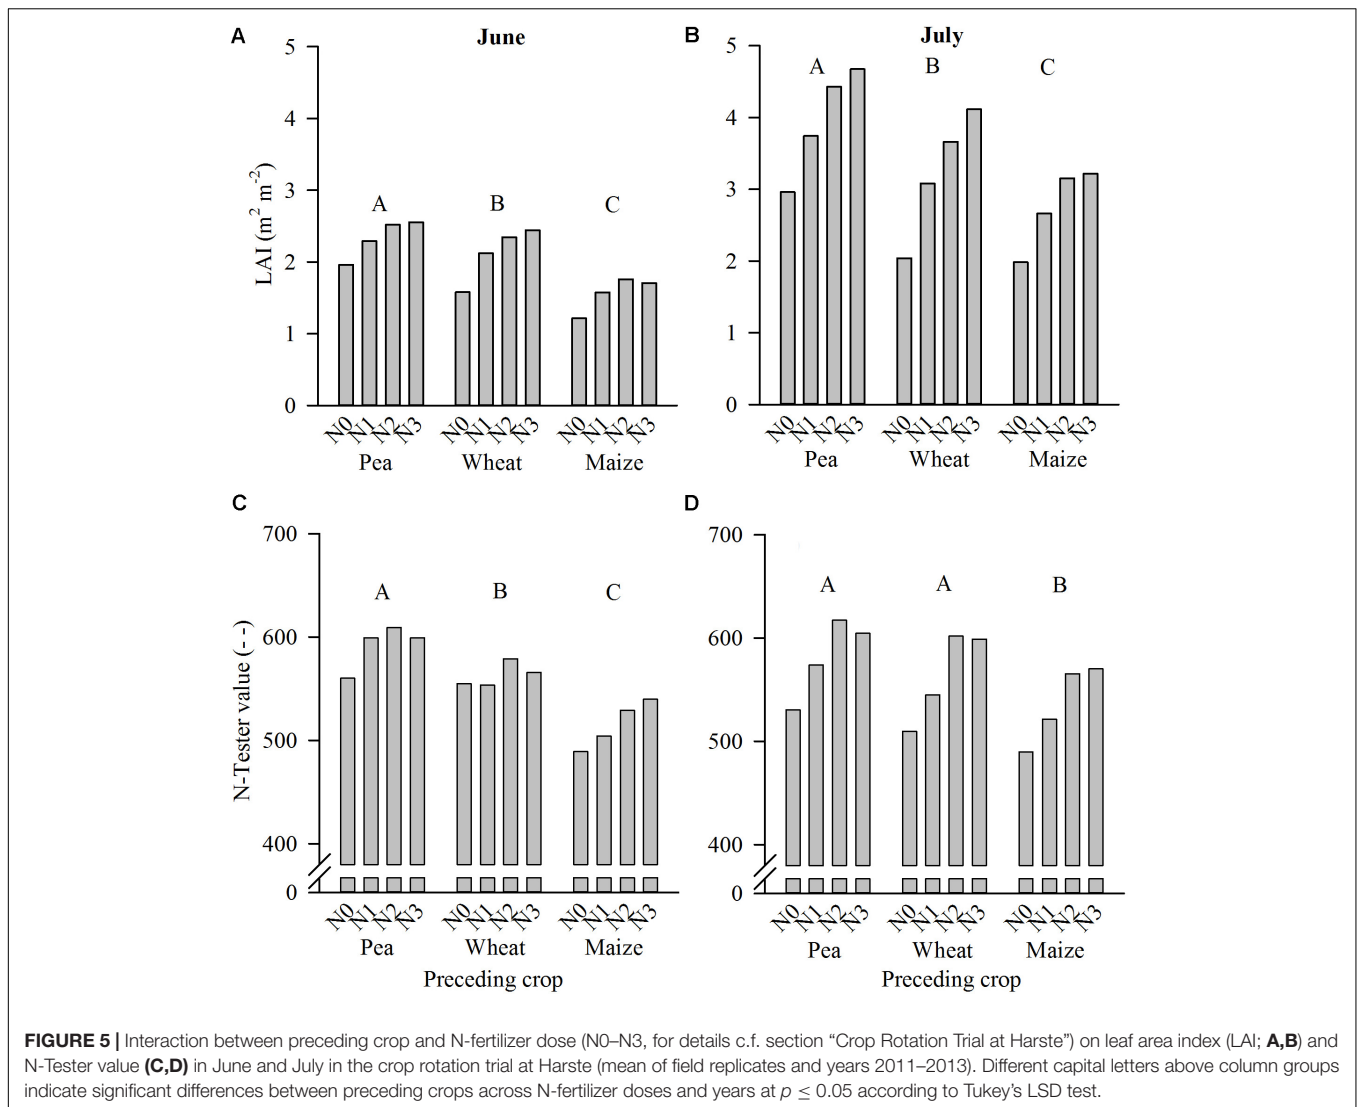 A
June
5
4
3
2
1
0
LAI (m² m⁻²)
A
B
C
N0 N1 N2 N3 N0 N1 N2 N3 N0 N1 N2 N3
Pea Wheat Maize
B
July
5
4
3
2
1
0
A
B
C
N0 N1 N2 N3 N0 N1 N2 N3 N0 N1 N2 N3
Pea Wheat Maize
C
700
600
500
400
0
N-Tester value (- -)
A
B
C
N0 N1 N2 N3 N0 N1 N2 N3 N0 N1 N2 N3
Pea Wheat Maize
Preceding crop
D
700
600
500
400
0
A
A
B
N0 N1 N2 N3 N0 N1 N2 N3 N0 N1 N2 N3
Pea Wheat Maize
Preceding crop
FIGURE 5 | Interaction between preceding crop and N-fertilizer dose (N0–N3, for details c.f. section “Crop Rotation Trial at Harste”) on leaf area index (LAI; A,B) and
N-Tester value (C,D) in June and July in the crop rotation trial at Harste (mean of field replicates and years 2011–2013). Different capital letters above column groups
indicate significant differences between preceding crops across N-fertilizer doses and years at p ≤ 0.05 according to Tukey’s LSD test.